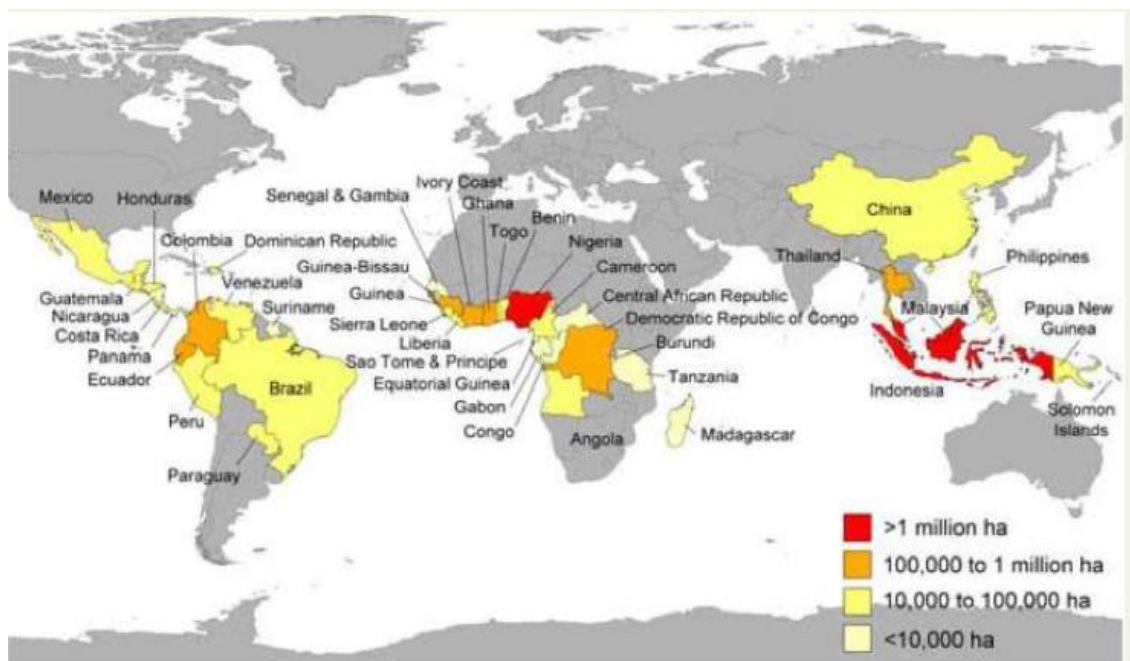 Mexico
Honduras
Colombia
Dominican Republic
Venezuela
Suriname
Guatemala
Nicaragua
Costa Rica
Panama
Ecuador
Peru
Brazil
Paraguay
Senegal & Gambia
Ivory Coast
Ghana
Togo
Benin
Nigeria
Cameroon
Guinea-Bissau
Guinea
Sierra Leone
Liberia
Sao Tome & Principe
Equatorial Guinea
Gabon
Congo
Central African Republic
Democratic Republic of Congo
Burundi
Tanzania
Angola
Madagascar
China
Thailand
Philippines
Malaysia
Papua New
Guinea
Indonesia
Solomon
Islands
>1 million ha
100,000 to 1 million ha
10,000 to 100,000 ha
<10,000 ha